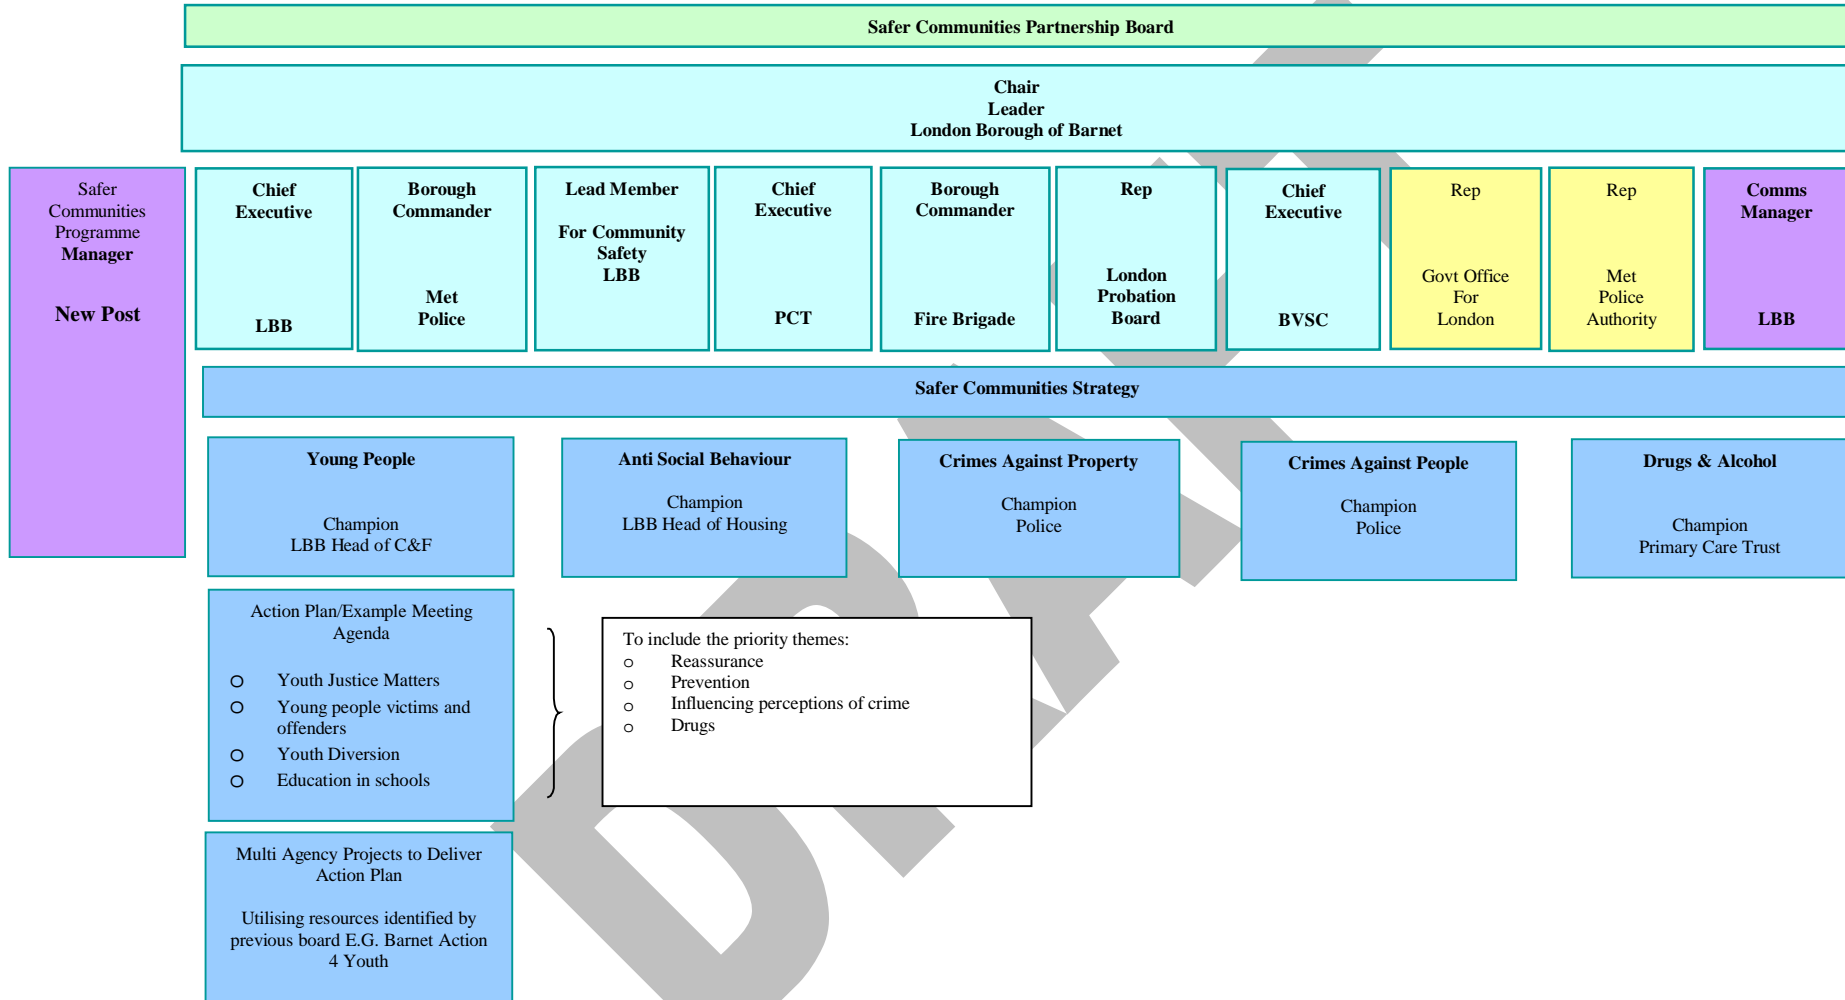 Safer Communities Partnership Board
Chair
Leader
London Borough of Barnet
Safer
Communities
Programme
Manager
New Post
Chief
Executive
LBB
Borough
Commander
Met
Police
Lead Member
For Community
Safety
LBB
Chief
Executive
PCT
Borough
Commander
Fire Brigade
Rep
London
Probation
Board
Chief
Executive
BVSC
Rep
Govt Office
For
London
Rep
Met
Police
Authority
Comms
Manager
LBB
Safer Communities Strategy
Young People
Champion
LBB Head of C&F
Anti Social Behaviour
Champion
LBB Head of Housing
Crimes Against Property
Champion
Police
Crimes Against People
Champion
Police
Drugs & Alcohol
Champion
Primary Care Trust
Action Plan/Example Meeting
Agenda
o Youth Justice Matters
o Young people victims and
offenders
o Youth Diversion
o Education in schools
To include the priority themes:
o Reassurance
o Prevention
o Influencing perceptions of crime
o Drugs
Multi Agency Projects to Deliver
Action Plan
Utilising resources identified by
previous board E.G. Barnet Action
4 Youth
DRAFT